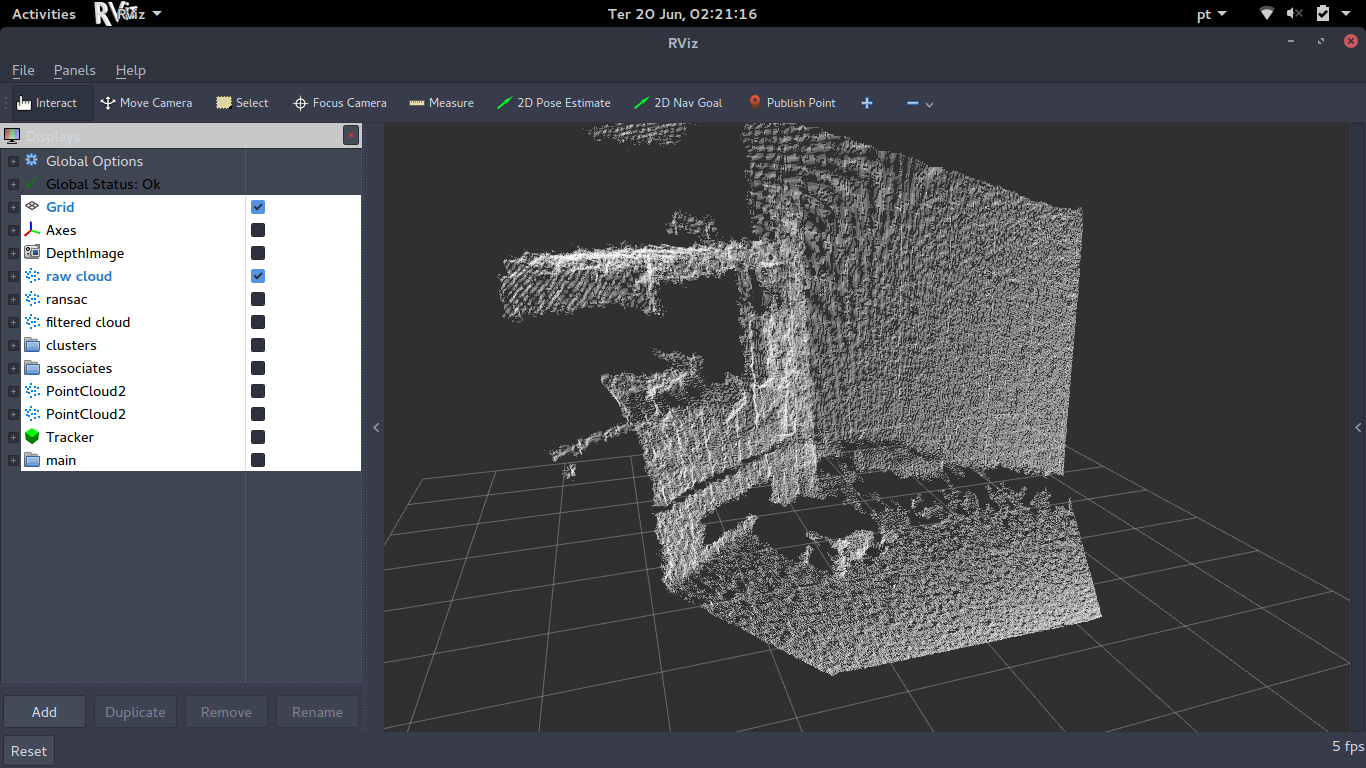 Activities RViz Ter 20 Jun, 02:21:16 pt
RViz
File Panels Help
Interact Move Camera Select Focus Camera Measure 2D Pose Estimate 2D Nav Goal Publish Point
Displays
Global Options
Global Status: Ok
Grid
Axes
DepthImage
raw cloud
ransac
filtered cloud
clusters
associates
PointCloud2
PointCloud2
Tracker
main
Add Duplicate Remove Rename
Reset 5 fps